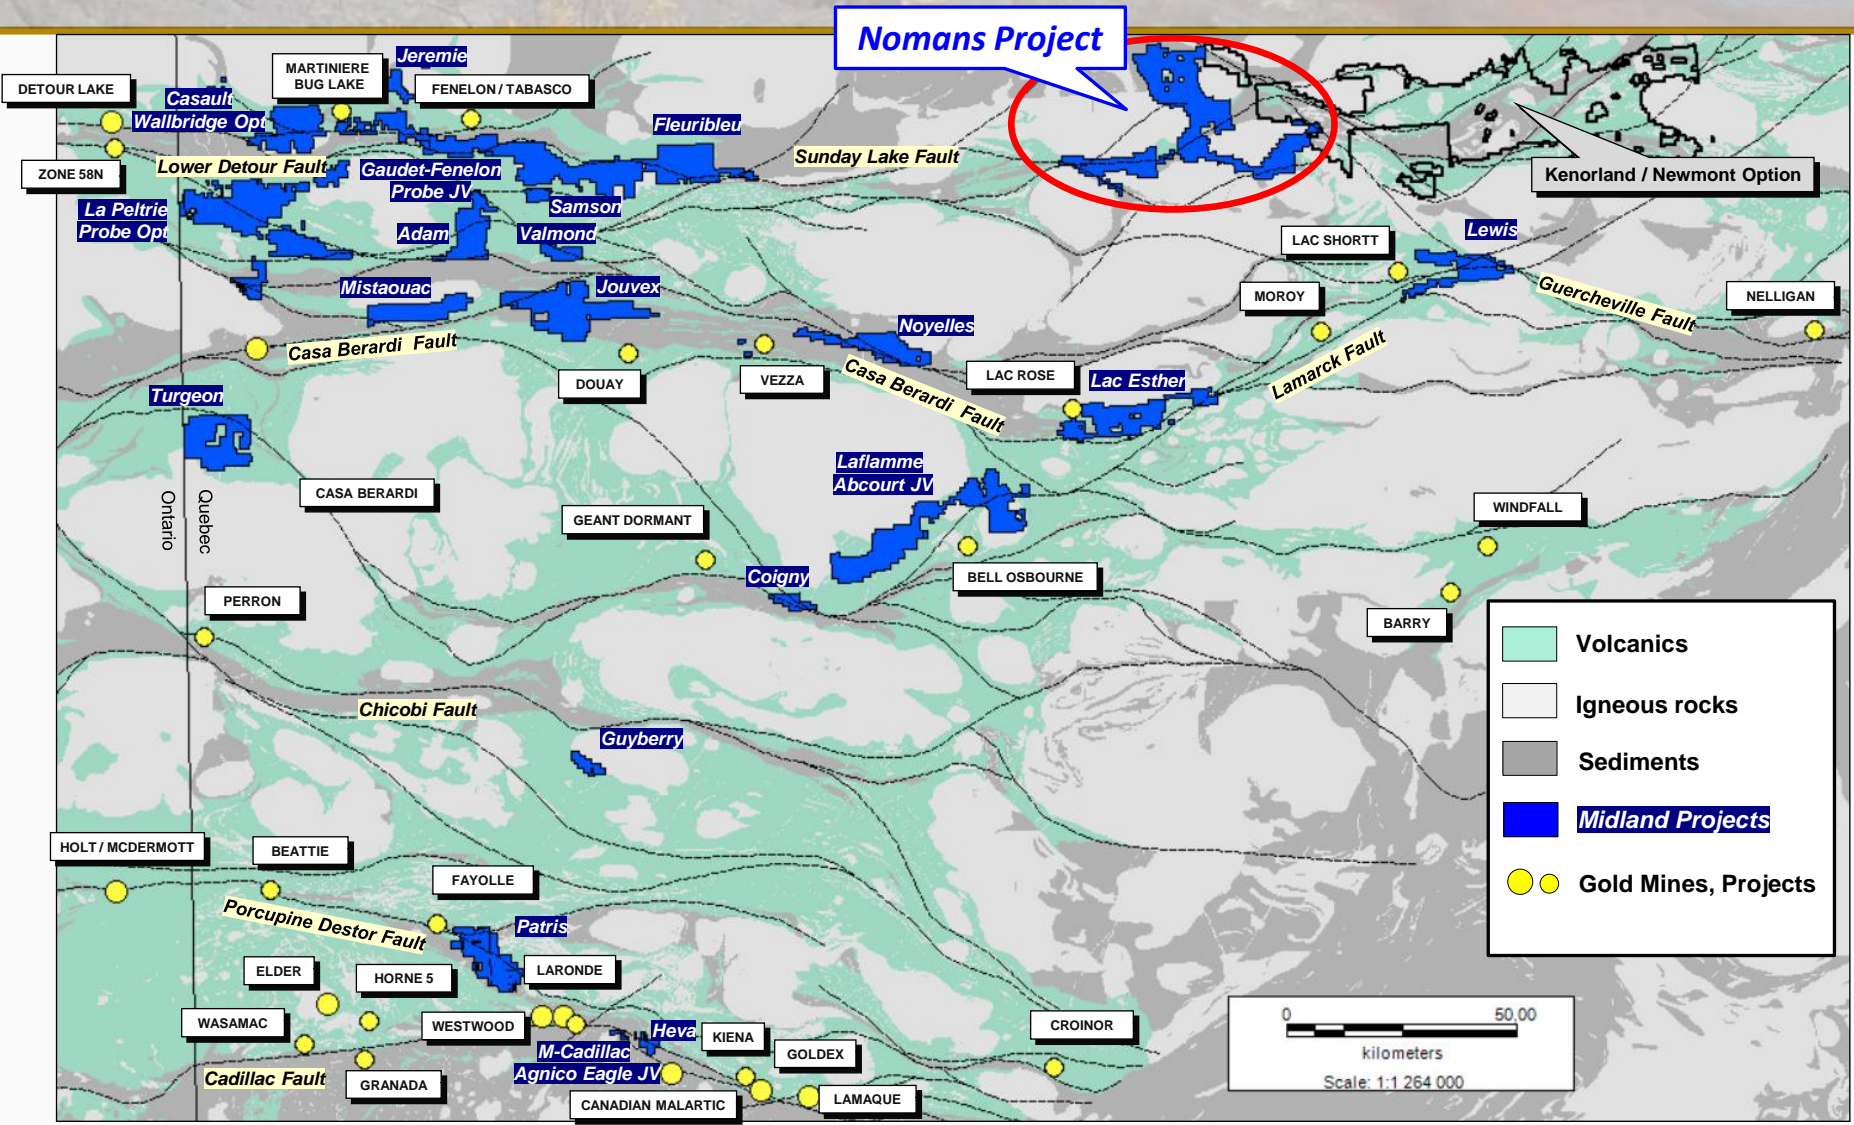 Nomans Project
Jeremie
MARTINIERE
BUG LAKE
DETOUR LAKE
FENELON / TABASCO
Casault
Wallbridge Opt
Fleuribleu
Sunday Lake Fault
Lower Detour Fault
Gaudet-Fenelon
Probe JV
ZONE 58N
Kenorland / Newmont Option
La Peltrie
Probe Opt
Samson
Adam
Valmond
LAC SHORTT
Lewis
Mistaouac
Jouvex
MOROY
Guercheville Fault
NELLIGAN
Noyelles
Casa Berardi Fault
DOUAY
VEZZA
Casa Berardi Fault
LAC ROSE
Lac Esther
Lamarck Fault
Turgeon
Laflamme
Abcourt JV
CASA BERARDI
Ontario
Quebec
GEANT DORMANT
WINDFALL
Coigny
BELL OSBOURNE
PERRON
BARRY
Volcanics
Igneous rocks
Sediments
Midland Projects
Gold Mines, Projects
Chicobi Fault
Guyberry
HOLT / MCDERMOTT
BEATTIE
FAYOLLE
Porcupine Destor Fault
Patris
ELDER
HORNE 5
LARONDE
WASAMAC
WESTWOOD
Heva
KIENA
CROINOR
M-Cadillac
Agnico Eagle JV
GOLDEX
Cadillac Fault
GRANADA
CANADIAN MALARTIC
LAMAQUE
0 50,00
kilometers
Scale: 1:1 264 000